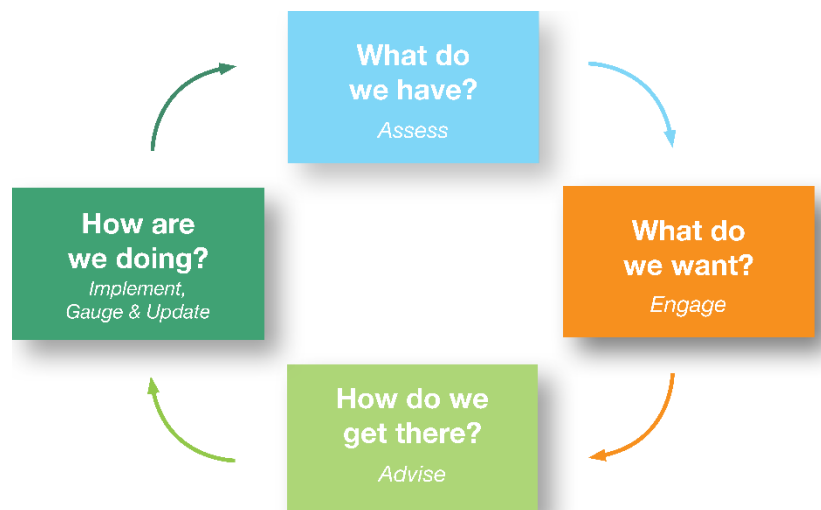 What do
we have?
Assess
What do
we want?
Engage
How do we
get there?
Advise
How are
we doing?
Implement,
Gauge & Update